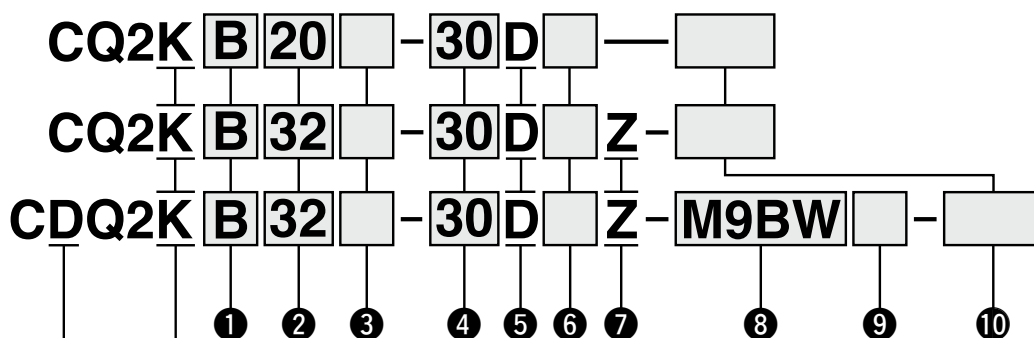 CQ2K B 20 – 30 D —
CQ2K B 32 – 30 D Z –
CDQ2K B 32 – 30 D Z – M9BW –
❶ ❷ ❸ ❹ ❺ ❻ ❼ ❽ ❾ ❿